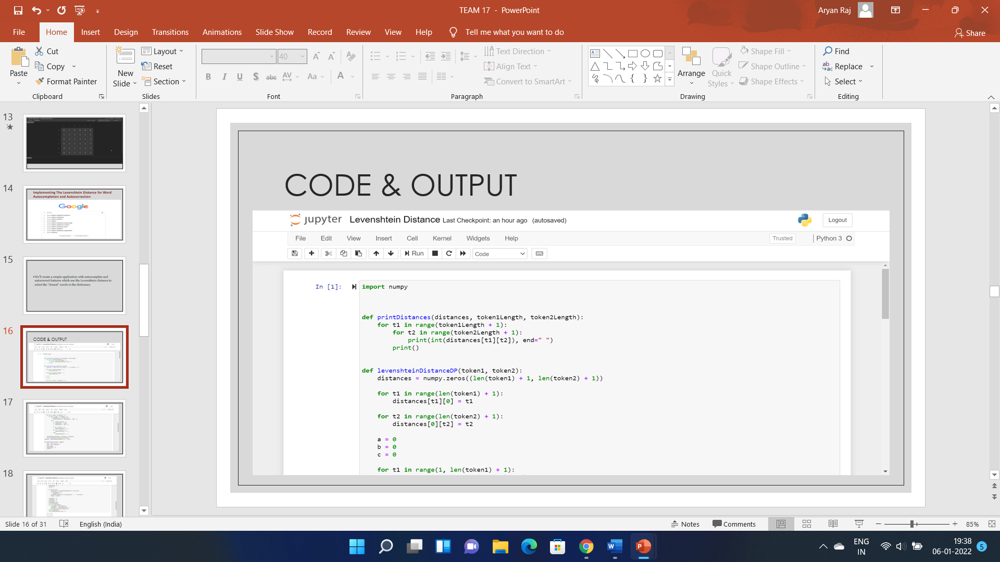 TEAM 17 - PowerPoint
Aryan Raj
File Home Insert Design Transitions Animations Slide Show Record Review View Help Tell me what you want to do
Share
Paste
Cut
Copy
Format Painter
Clipboard
New Slide
Layout
Reset
Section
Slides
40
B I U S abc AV Aa A
Font
Text Direction
Align Text
Convert to SmartArt
Paragraph
Arrange
Quick Styles
Shape Fill
Shape Outline
Shape Effects
Drawing
Find
Replace
Select
Editing
13
14
Implementing The Levenshtein Distance for Word
Autocompletion and Autocorrection
Google
15
•We'll create a simple application with autocomplete and
autocorrect features which use the Levenshtein distance to
select the "closest" words in the dictionary.
16
CODE & OUTPUT
17
18
CODE & OUTPUT
jupyter Levenshtein Distance Last Checkpoint: an hour ago (autosaved)
Logout
File Edit View Insert Cell Kernel Widgets Help
Trusted
Python 3
Run
Code
In [1]:
import numpy
def printDistances(distances, token1Length, token2Length):
    for t1 in range(token1Length + 1):
        for t2 in range(token2Length + 1):
            print(int(distances[t1][t2]), end=" ")
        print()
def levenshteinDistanceDP(token1, token2):
    distances = numpy.zeros((len(token1) + 1, len(token2) + 1))
    for t1 in range(len(token1) + 1):
        distances[t1][0] = t1
    for t2 in range(len(token2) + 1):
        distances[0][t2] = t2
    a = 0
    b = 0
    c = 0
    for t1 in range(1, len(token1) + 1):
Slide 16 of 31
English (India)
Notes
Comments
85%
ENG
IN
19:38
06-01-2022
5